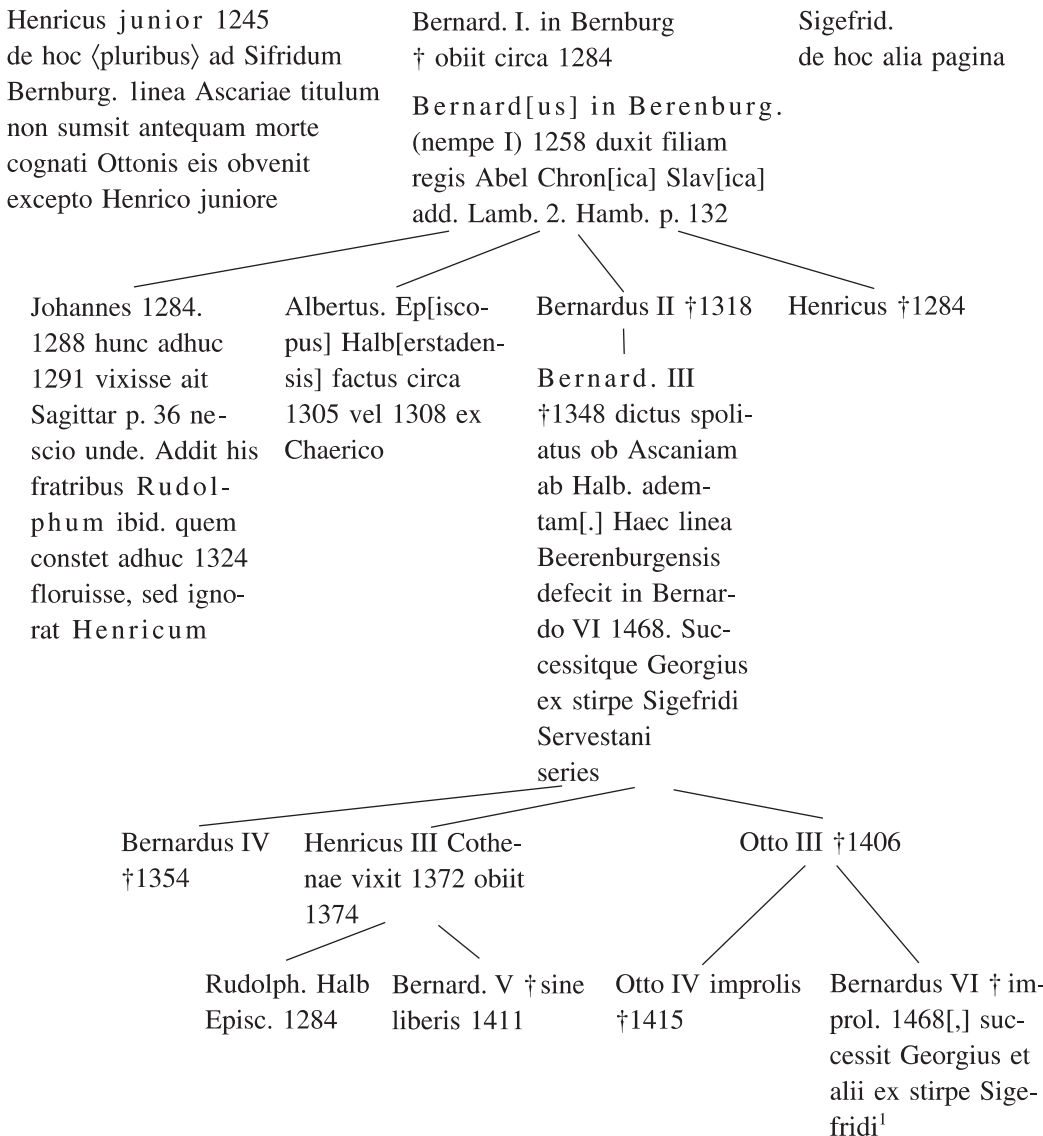 Henricus junior 1245
de hoc ⟨pluribus⟩ ad Sifridum
Bernburg. linea Ascariae titulum
non sumsit antequam morte
cognati Ottonis eis obvenit
excepto Henrico juniore
Bernard. I. in Bernburg
† obiit circa 1284
Bernard[us] in Berenburg.
(nempe I) 1258 duxit filiam
regis Abel Chron[ica] Slav[ica]
add. Lamb. 2. Hamb. p. 132
Sigefrid.
de hoc alia pagina
Johannes 1284.
1288 hunc adhuc
1291 vixisse ait
Sagittar p. 36 ne-
scio unde. Addit his
fratribus Rudol-
phum ibid. quem
constet adhuc 1324
floruisse, sed igno-
rat Henricum
Albertus. Ep[isco-
pus] Halb[erstaden-
sis] factus circa
1305 vel 1308 ex
Chaerico
Bernardus II †1318
Bernard. III
†1348 dictus spoli-
atus ob Ascaniam
ab Halb. adem-
tam[.] Haec linea
Beerenburgensis
defecit in Bernar-
do VI 1468. Suc-
cessitque Georgius
ex stirpe Sigefridi
Servestani
series
Henricus †1284
Bernardus IV
†1354
Henricus III Cothe-
nae vixit 1372 obiit
1374
Otto III †1406
Rudolph. Halb
Episc. 1284
Bernard. V † sine
liberis 1411
Otto IV improlis
†1415
Bernardus VI † im-
prol. 1468[,] suc-
cessit Georgius et
alii ex stirpe Sige-
fridi¹